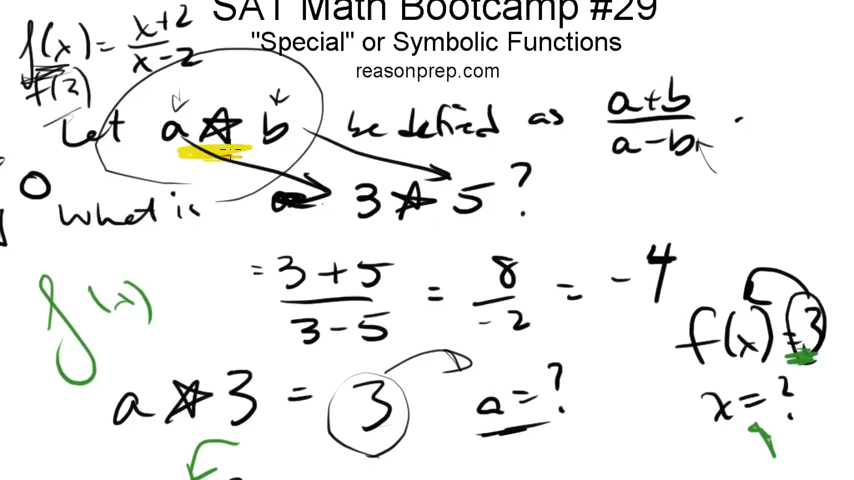 SAT Math Bootcamp #29
"Special" or Symbolic Functions
reasonprep.com
f(x) = x+2 / x-2
f(3)
Let a ☆ b be defined as a+b / a-b .
What is 3 ☆ 5 ?
= 3+5 / 3-5 = 8 / -2 = -4
f(x)
f(x) = 3
a ☆ 3 = 3 a = ?
x = ?